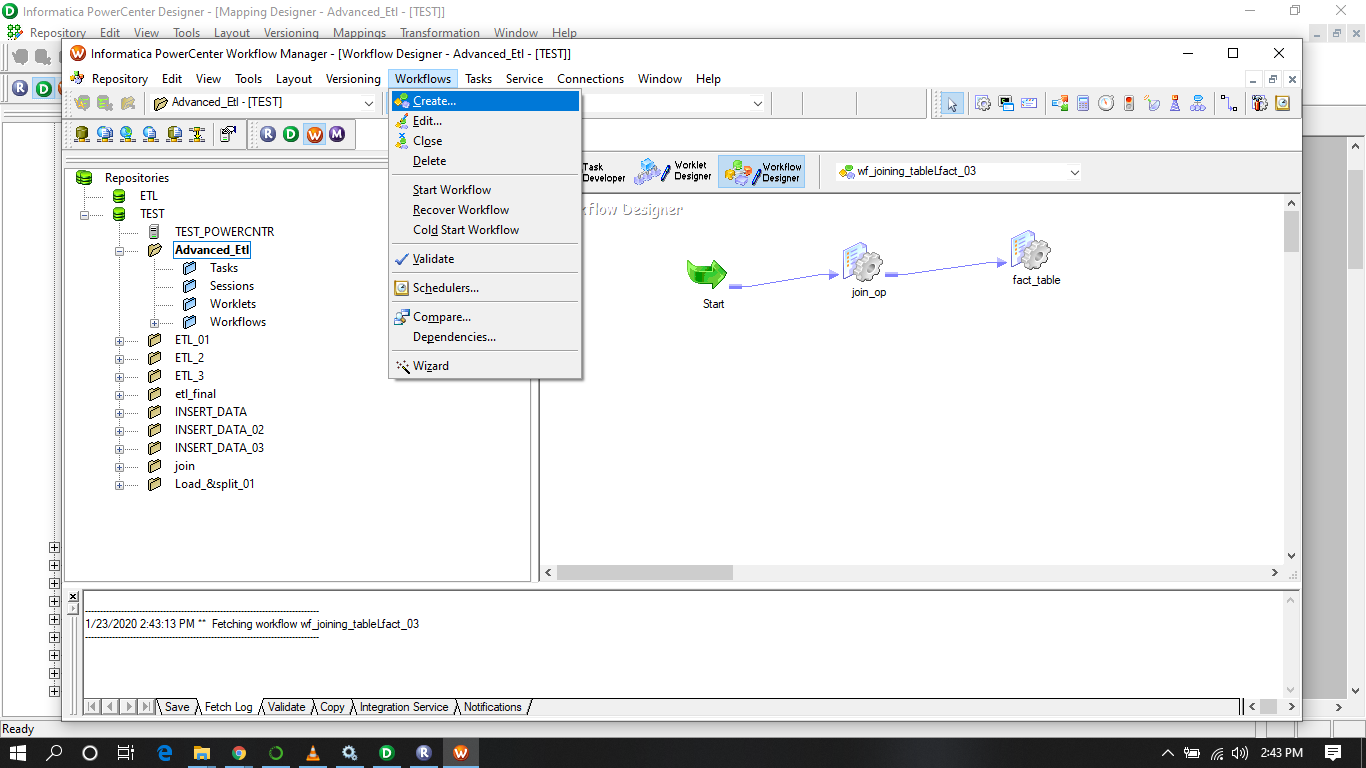 Informatica PowerCenter Designer - [Mapping Designer - Advanced_Etl - [TEST]]
Repository Edit View Tools Layout Versioning Mappings Transformation Window Help
Informatica PowerCenter Workflow Manager - [Workflow Designer - Advanced_Etl - [TEST]]
Repository Edit View Tools Layout Versioning Workflows Tasks Service Connections Window Help
Advanced_Etl - [TEST]
Create...
Edit...
Close
Delete
Start Workflow
Recover Workflow
Cold Start Workflow
Validate
Schedulers...
Compare...
Dependencies...
Wizard
R D W M
Task Developer
Worklet Designer
Workflow Designer
wf_joining_tableLfact_03
Repositories
ETL
TEST
TEST_POWERCNTR
Advanced_Etl
Tasks
Sessions
Worklets
Workflows
ETL_01
ETL_2
ETL_3
etl_final
INSERT_DATA
INSERT_DATA_02
INSERT_DATA_03
join
Load_&split_01
kflow Designer
Start
join_op
fact_table
1/23/2020 2:43:13 PM ** Fetching workflow wf_joining_tableLfact_03
Save Fetch Log Validate Copy Integration Service Notifications
Ready
2:43 PM